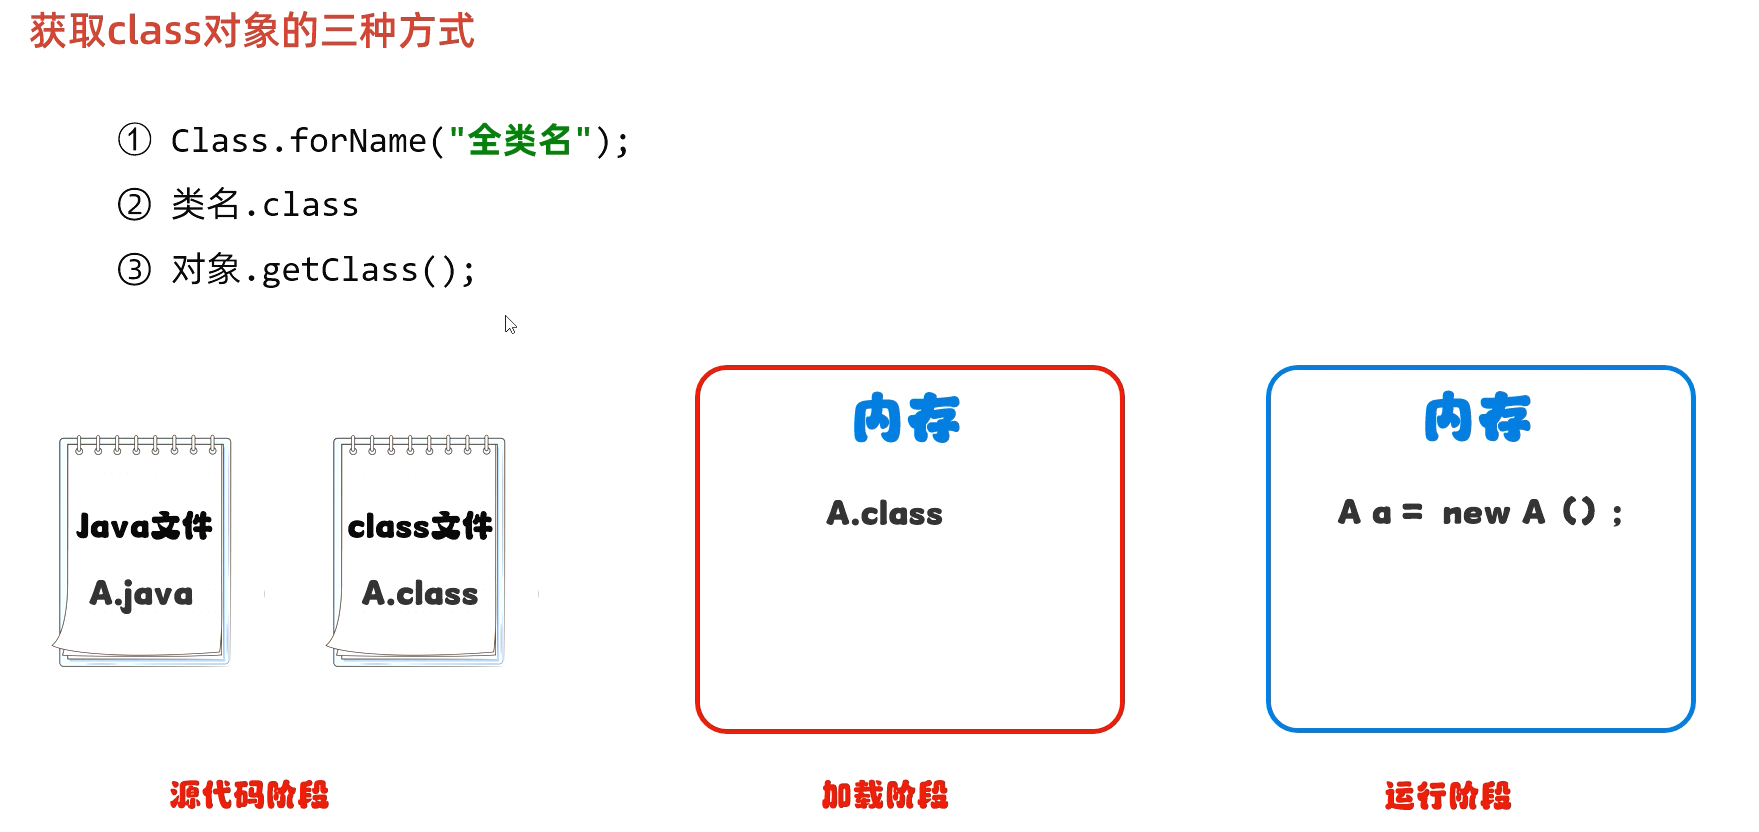 获取class对象的三种方式
① Class.forName("全类名");
② 类名.class
③ 对象.getClass();
Java文件
A.java
class文件
A.class
源代码阶段
内存
A.class
加载阶段
内存
A a = new A () ;
运行阶段